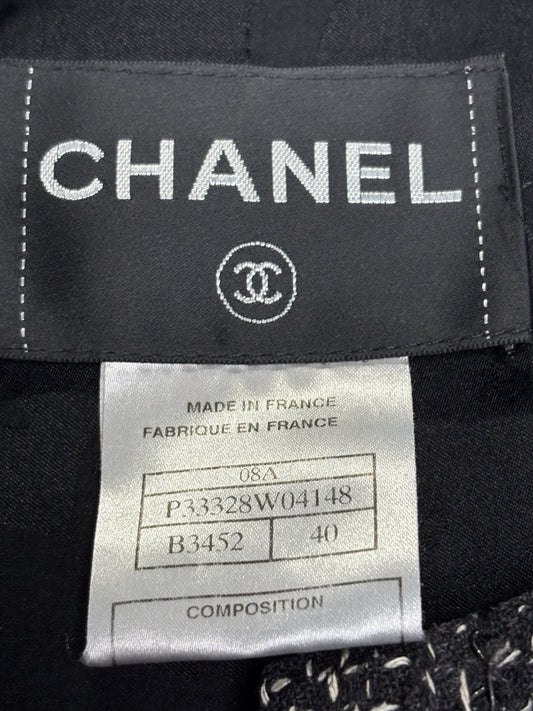 CHANEL
MADE IN FRANCE
FABRIQUE EN FRANCE
08A
P33328W04148
B3452 40
COMPOSITION